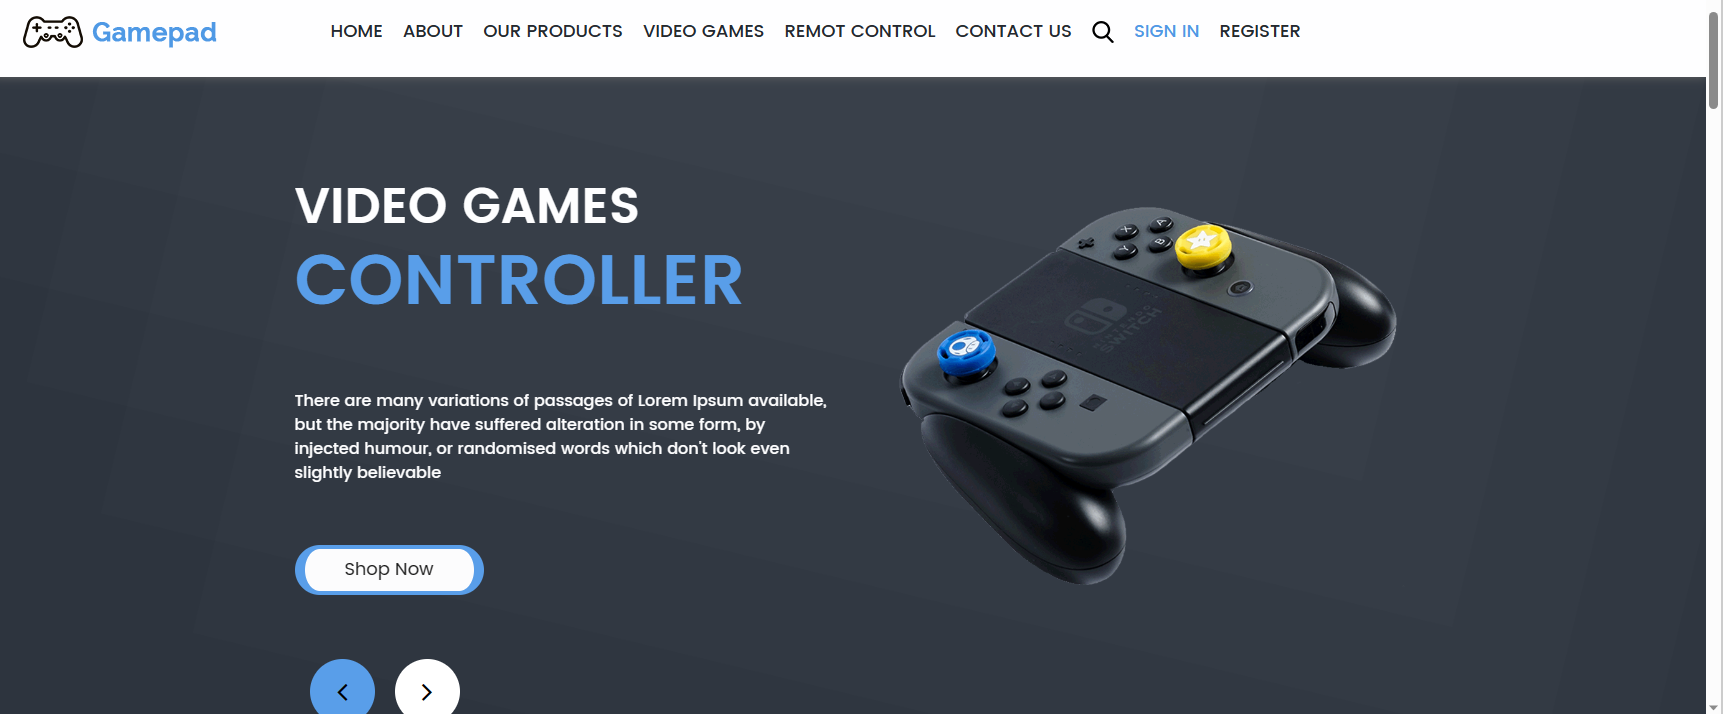 Gamepad
HOME ABOUT OUR PRODUCTS VIDEO GAMES REMOT CONTROL CONTACT US SIGN IN REGISTER
VIDEO GAMES
CONTROLLER
There are many variations of passages of Lorem Ipsum available,
but the majority have suffered alteration in some form, by
injected humour, or randomised words which don't look even
slightly believable
Shop Now
X
A
Y
B
NINTENDO
SWITCH